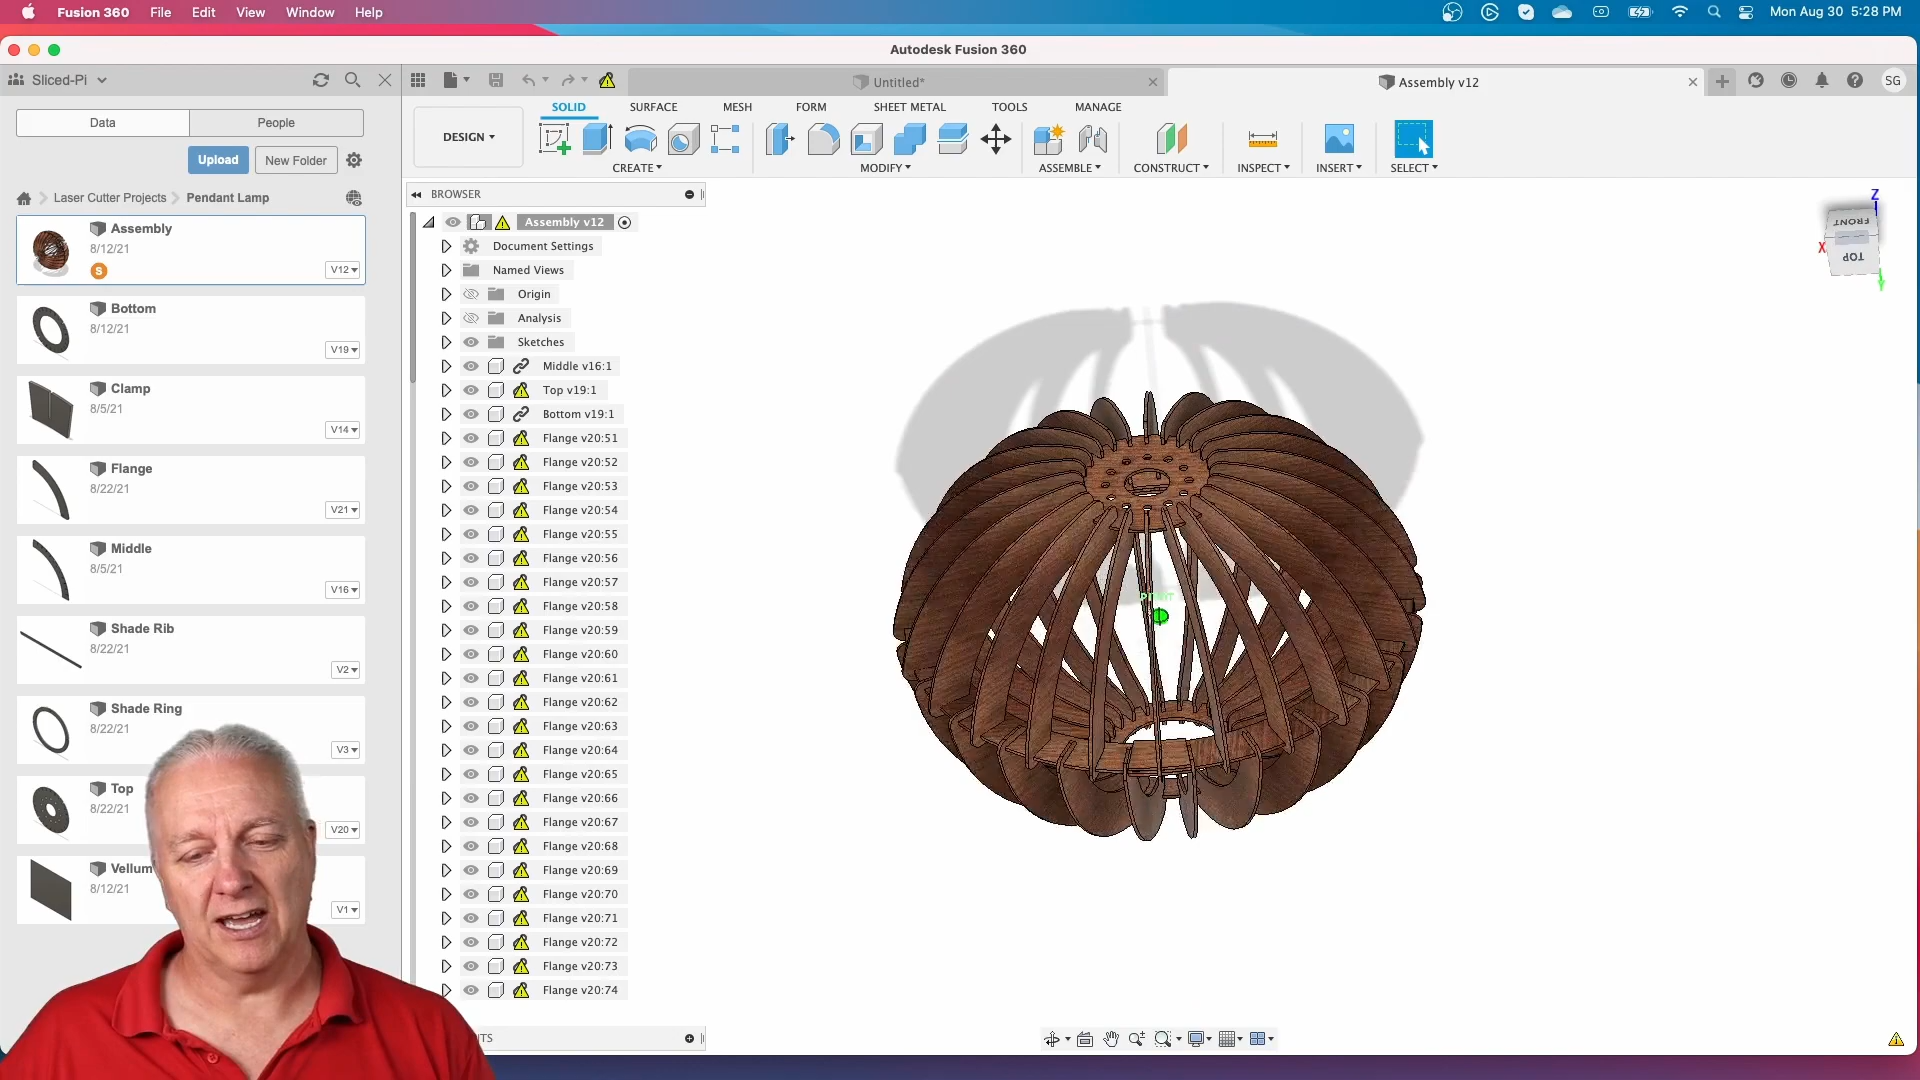 Fusion 360 File Edit View Window Help Mon Aug 30 5:28 PM
Autodesk Fusion 360
Sliced-Pi Untitled* Assembly v12 SG
Data People
Upload New Folder
Laser Cutter Projects Pendant Lamp
Assembly
8/12/21
S
V12
Bottom
8/12/21
V19
Clamp
8/5/21
V14
Flange
8/22/21
V21
Middle
8/5/21
V16
Shade Rib
8/22/21
V2
Shade Ring
8/22/21
V3
Top
8/22/21
V20
Vellum
8/12/21
V1
SOLID SURFACE MESH FORM SHEET METAL TOOLS MANAGE
DESIGN
CREATE MODIFY ASSEMBLE CONSTRUCT INSPECT INSERT SELECT
BROWSER
Assembly v12
Document Settings
Named Views
Origin
Analysis
Sketches
Middle v16:1
Top v19:1
Bottom v19:1
Flange v20:51
Flange v20:52
Flange v20:53
Flange v20:54
Flange v20:55
Flange v20:56
Flange v20:57
Flange v20:58
Flange v20:59
Flange v20:60
Flange v20:61
Flange v20:62
Flange v20:63
Flange v20:64
Flange v20:65
Flange v20:66
Flange v20:67
Flange v20:68
Flange v20:69
Flange v20:70
Flange v20:71
Flange v20:72
Flange v20:73
Flange v20:74
NTS
Z
FRONT
X
TOP
Y